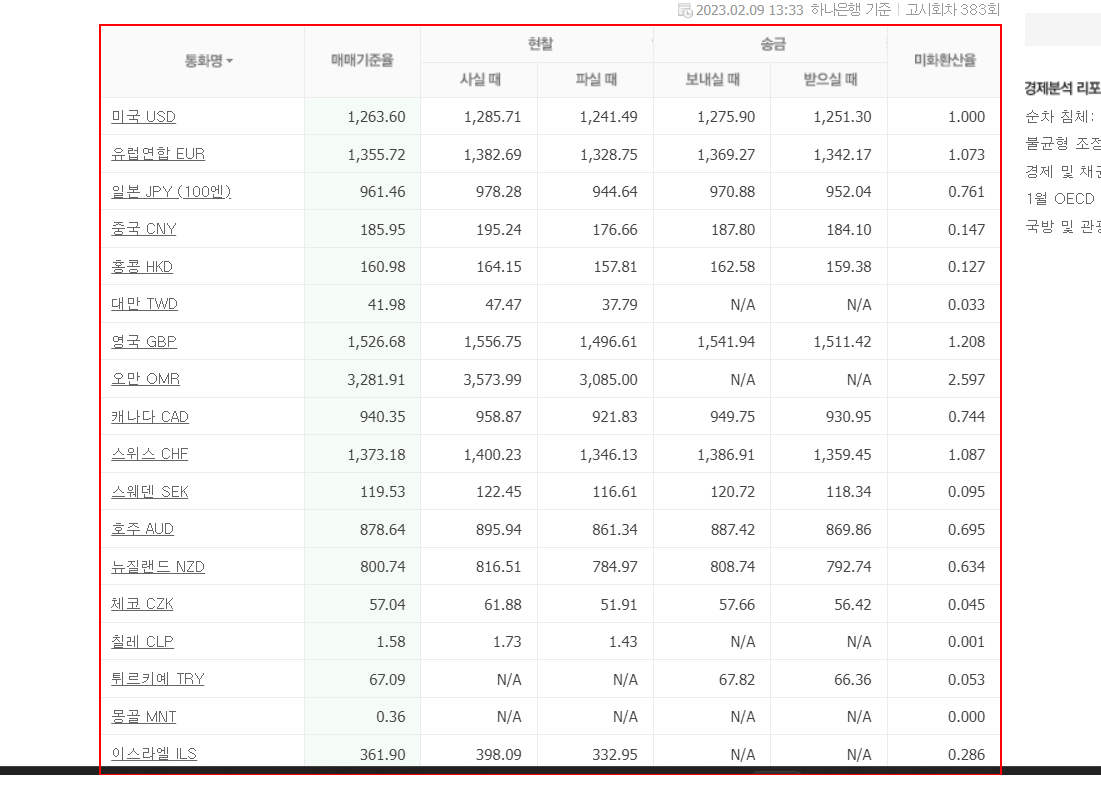 2023.02.09 13:33 하나은행 기준 | 고시회차 383회
통화명 매매기준율 현찰 송금 미화환산율
사실 때 파실 때 보내실 때 받으실 때
미국 USD 1,263.60 1,285.71 1,241.49 1,275.90 1,251.30 1.000
유럽연합 EUR 1,355.72 1,382.69 1,328.75 1,369.27 1,342.17 1.073
일본 JPY (100엔) 961.46 978.28 944.64 970.88 952.04 0.761
중국 CNY 185.95 195.24 176.66 187.80 184.10 0.147
홍콩 HKD 160.98 164.15 157.81 162.58 159.38 0.127
대만 TWD 41.98 47.47 37.79 N/A N/A 0.033
영국 GBP 1,526.68 1,556.75 1,496.61 1,541.94 1,511.42 1.208
오만 OMR 3,281.91 3,573.99 3,085.00 N/A N/A 2.597
캐나다 CAD 940.35 958.87 921.83 949.75 930.95 0.744
스위스 CHF 1,373.18 1,400.23 1,346.13 1,386.91 1,359.45 1.087
스웨덴 SEK 119.53 122.45 116.61 120.72 118.34 0.095
호주 AUD 878.64 895.94 861.34 887.42 869.86 0.695
뉴질랜드 NZD 800.74 816.51 784.97 808.74 792.74 0.634
체코 CZK 57.04 61.88 51.91 57.66 56.42 0.045
칠레 CLP 1.58 1.73 1.43 N/A N/A 0.001
튀르키예 TRY 67.09 N/A N/A 67.82 66.36 0.053
몽골 MNT 0.36 N/A N/A N/A N/A 0.000
이스라엘 ILS 361.90 398.09 332.95 N/A N/A 0.286
경제분석 리포
순차 침체:
불균형 조정
경제 및
1월 OECD
국방 및